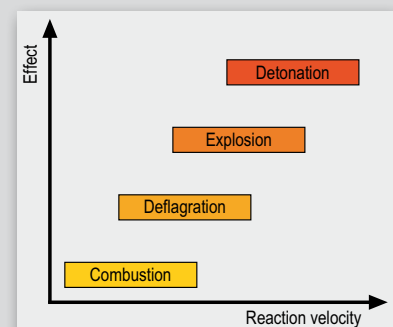 Effect
Detonation
Explosion
Deflagration
Combustion
Reaction velocity